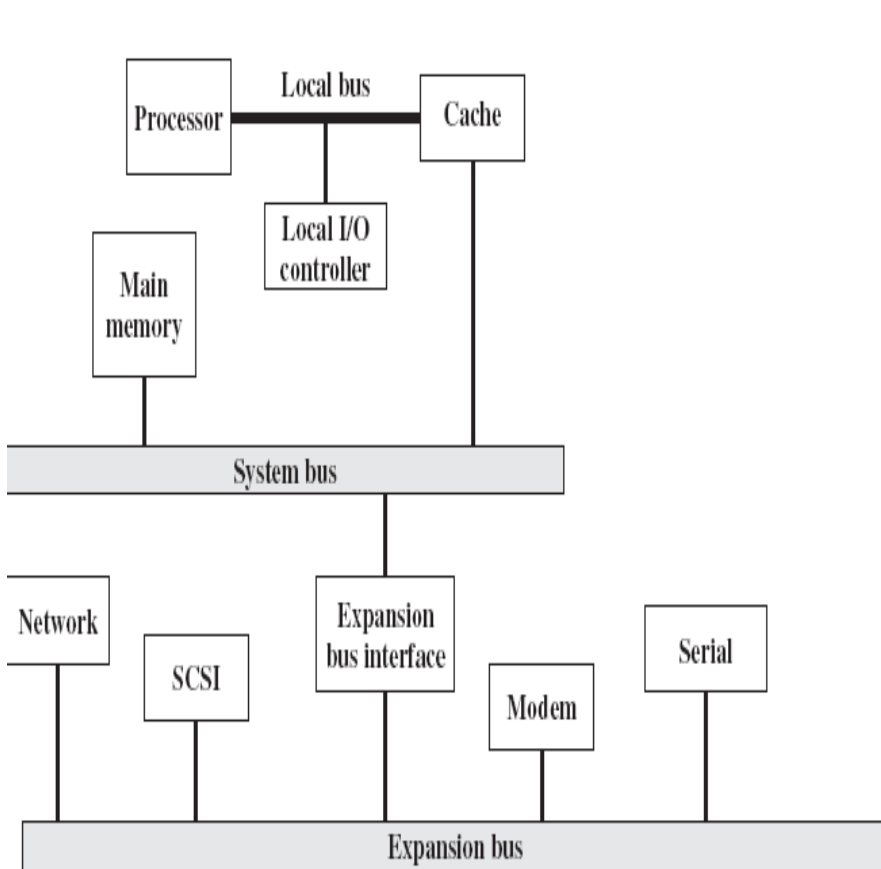 Local bus
Processor
Cache
Local I/O
controller
Main
memory
System bus
Network
SCSI
Expansion
bus interface
Modem
Serial
Expansion bus